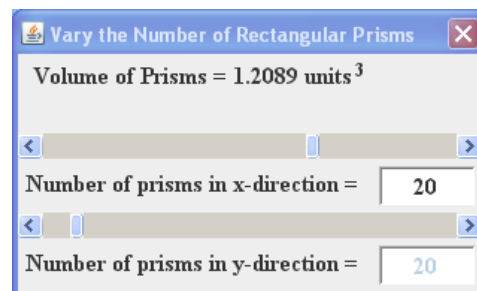 Vary the Number of Rectangular Prisms
Volume of Prisms = 1.2089 units³
Number of prisms in x-direction = 20
Number of prisms in y-direction = 20